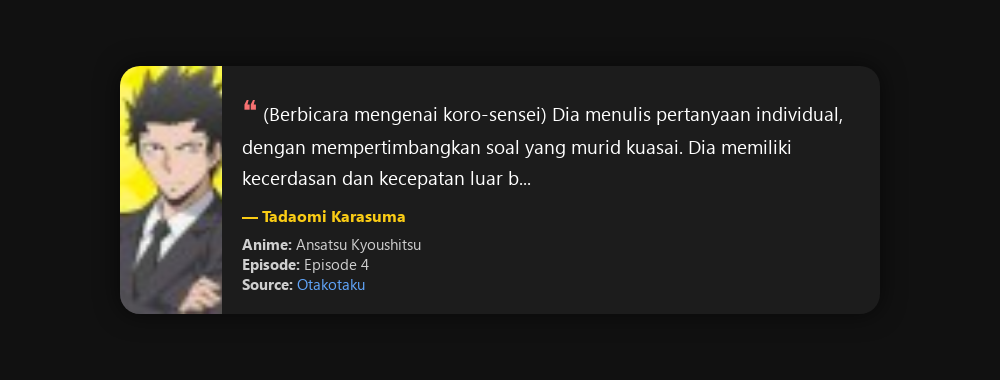 ❝ (Berbicara mengenai koro-sensei) Dia menulis pertanyaan individual,
dengan mempertimbangkan soal yang murid kuasai. Dia memiliki
kecerdasan dan kecepatan luar b...
— Tadaomi Karasuma
Anime: Ansatsu Kyoushitsu
Episode: Episode 4
Source: Otakotaku